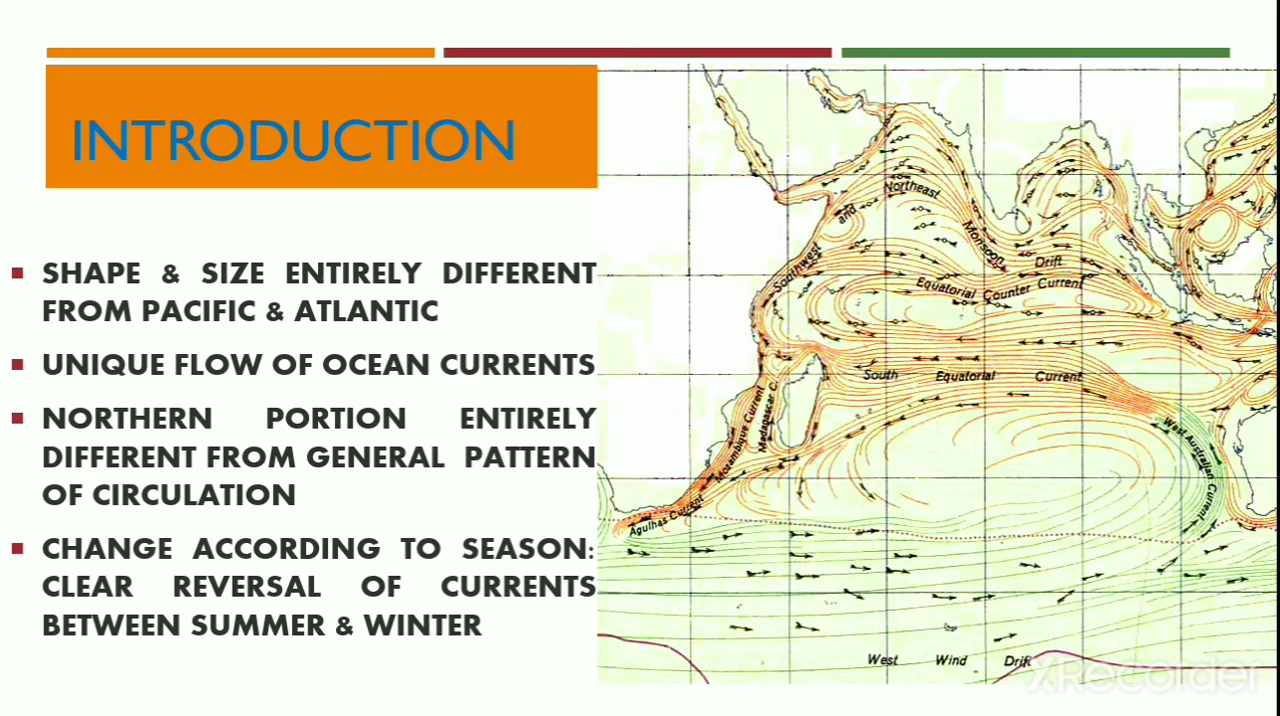 INTRODUCTION
▪ SHAPE & SIZE ENTIRELY DIFFERENT
FROM PACIFIC & ATLANTIC
▪ UNIQUE FLOW OF OCEAN CURRENTS
▪ NORTHERN PORTION ENTIRELY
DIFFERENT FROM GENERAL PATTERN
OF CIRCULATION
▪ CHANGE ACCORDING TO SEASON:
CLEAR REVERSAL OF CURRENTS
BETWEEN SUMMER & WINTER
Southwest and Northeast Monsoon Drift
Equatorial Counter Current
South Equatorial Current
Mozambique Current
Madagascar C.
Agulhas Current
West Australian Current
West Wind Drift
XRecorder